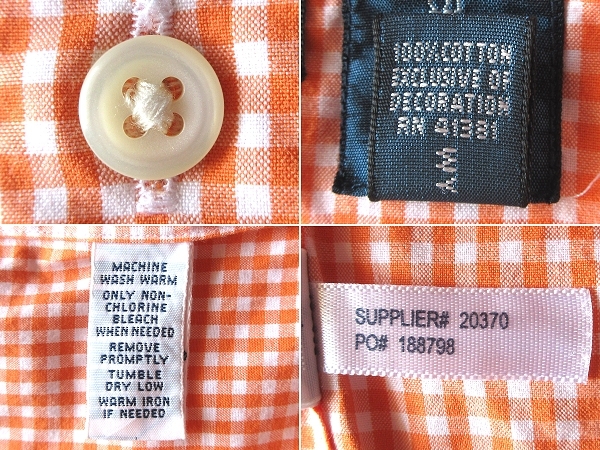 100% COTTON
EXCLUSIVE OF
DECORATION
RN 41381
MACHINE
WASH WARM
ONLY NON-
CHLORINE
BLEACH
WHEN NEEDED
REMOVE
PROMPTLY
TUMBLE
DRY LOW
WARM IRON
IF NEEDED
SUPPLIER# 20370
PO# 188798